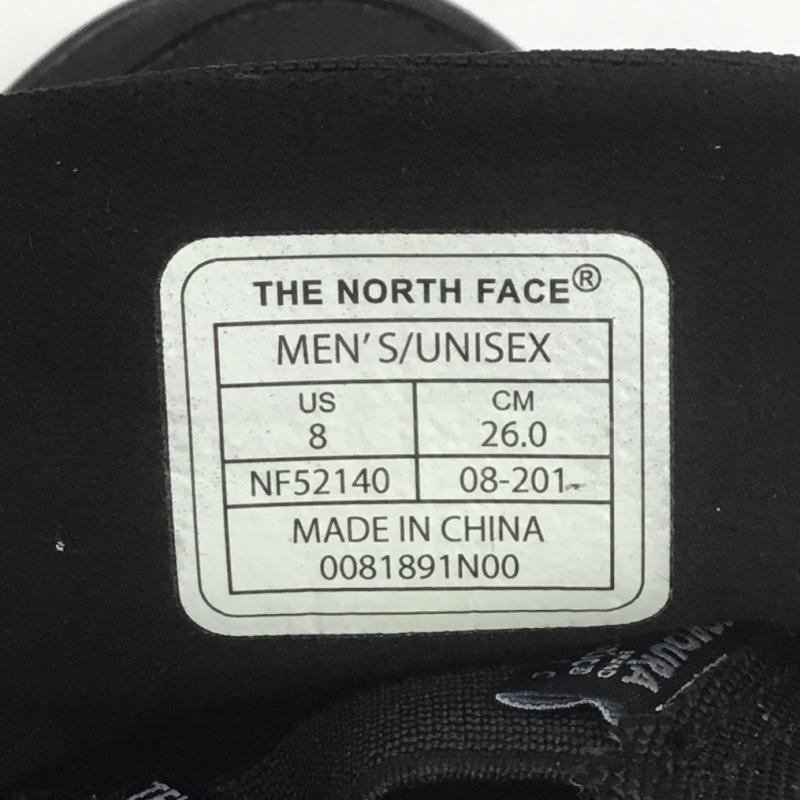 THE NORTH FACE®
MEN'S/UNISEX
US
8
CM
26.0
NF52140
08-201
MADE IN CHINA
0081891N00